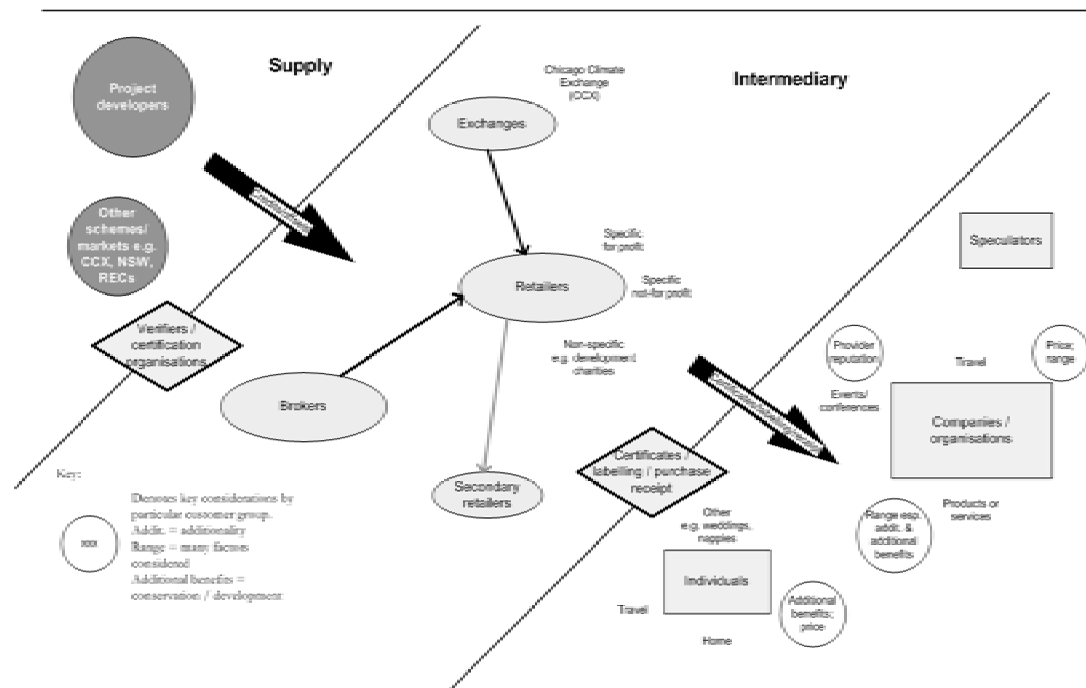 Supply
Project
developers
Chicago Climate
Exchange
(CCX)
Intermediary
Exchanges
Other
schemes/
markets e.g.
CCX, NSW,
RECs
Specific
for profit
Speculators
Retailers
Specific
not-for profit
Verifiers /
certification
organisations
Non-specific
e.g. development
charities
Provider
reputation
Travel
Price;
range
Brokers
Events/
conferences
Companies /
organisations
Certificates /
labelling / purchase
receipt
Key:
Secondary
retailers
Products or
services
xxx
Denotes key considerations by
particular customer group.
Addit. = additionality
Range = many factors
considered
Additional benefits =
conservation / development
Other
e.g. weddings,
nappies
Range esp.
addit. &
additional
benefits
Individuals
Travel
Additional
benefits;
price
Home